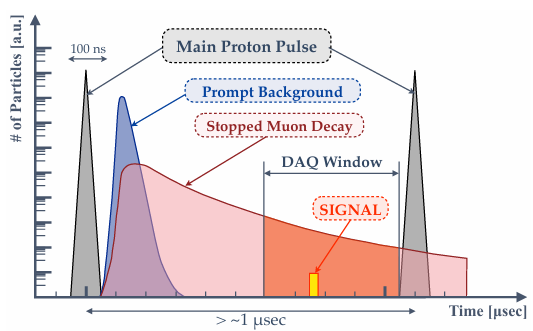 # of Particles [a.u.]
100 ns
Main Proton Pulse
Prompt Background
Stopped Muon Decay
DAQ Window
SIGNAL
Time [μsec]
> ~1 μsec